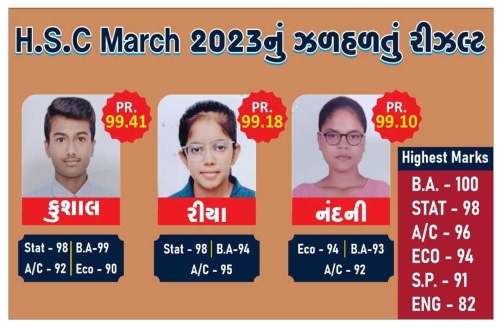 H.S.C March 2023નું ઝળહળતું રીઝલ્ટ
PR.
99.41
PR.
99.18
PR.
99.10
કુશાલ
રીયા
નંદની
Stat - 98 | B.A-99
A/C - 92 | Eco - 90
Stat - 98 | B.A-94
A/C - 95
Eco - 94 | B.A-93
A/C - 92
Highest Marks
B.A. - 100
STAT - 98
A/C - 96
ECO - 94
S.P. - 91
ENG - 82